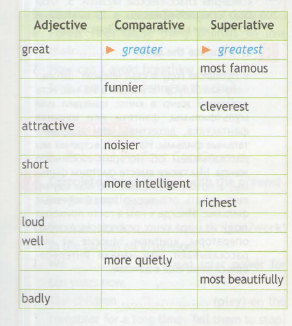 Adjective Comparative Superlative
great ► greater ► greatest
most famous
funnier
cleverest
attractive
noisier
short
more intelligent
richest
loud
well
more quietly
most beautifully
badly